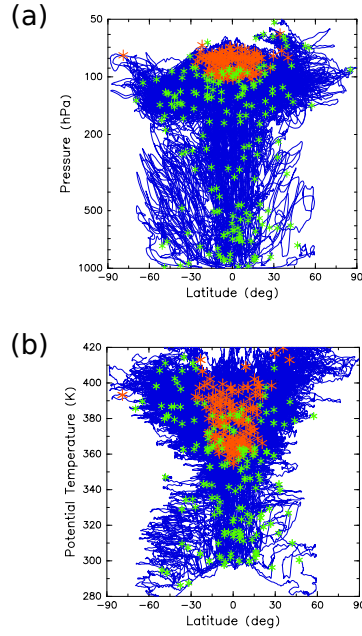 (a)
50
100
200
500
1000
Pressure (hPa)
-90 -60 -30 0 30 60 90
Latitude (deg)
(b)
420
400
380
360
340
320
300
280
Potential Temperature (K)
-90 -60 -30 0 30 60 90
Latitude (deg)